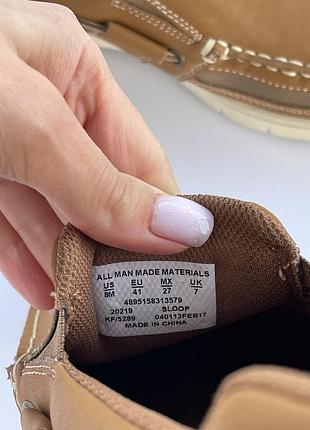 ALL MAN MADE MATERIALS
US EU MX UK
8M 41 27 7
4895158313579
20219 SLOOP
KF/5289 040113FEB17
MADE IN CHINA